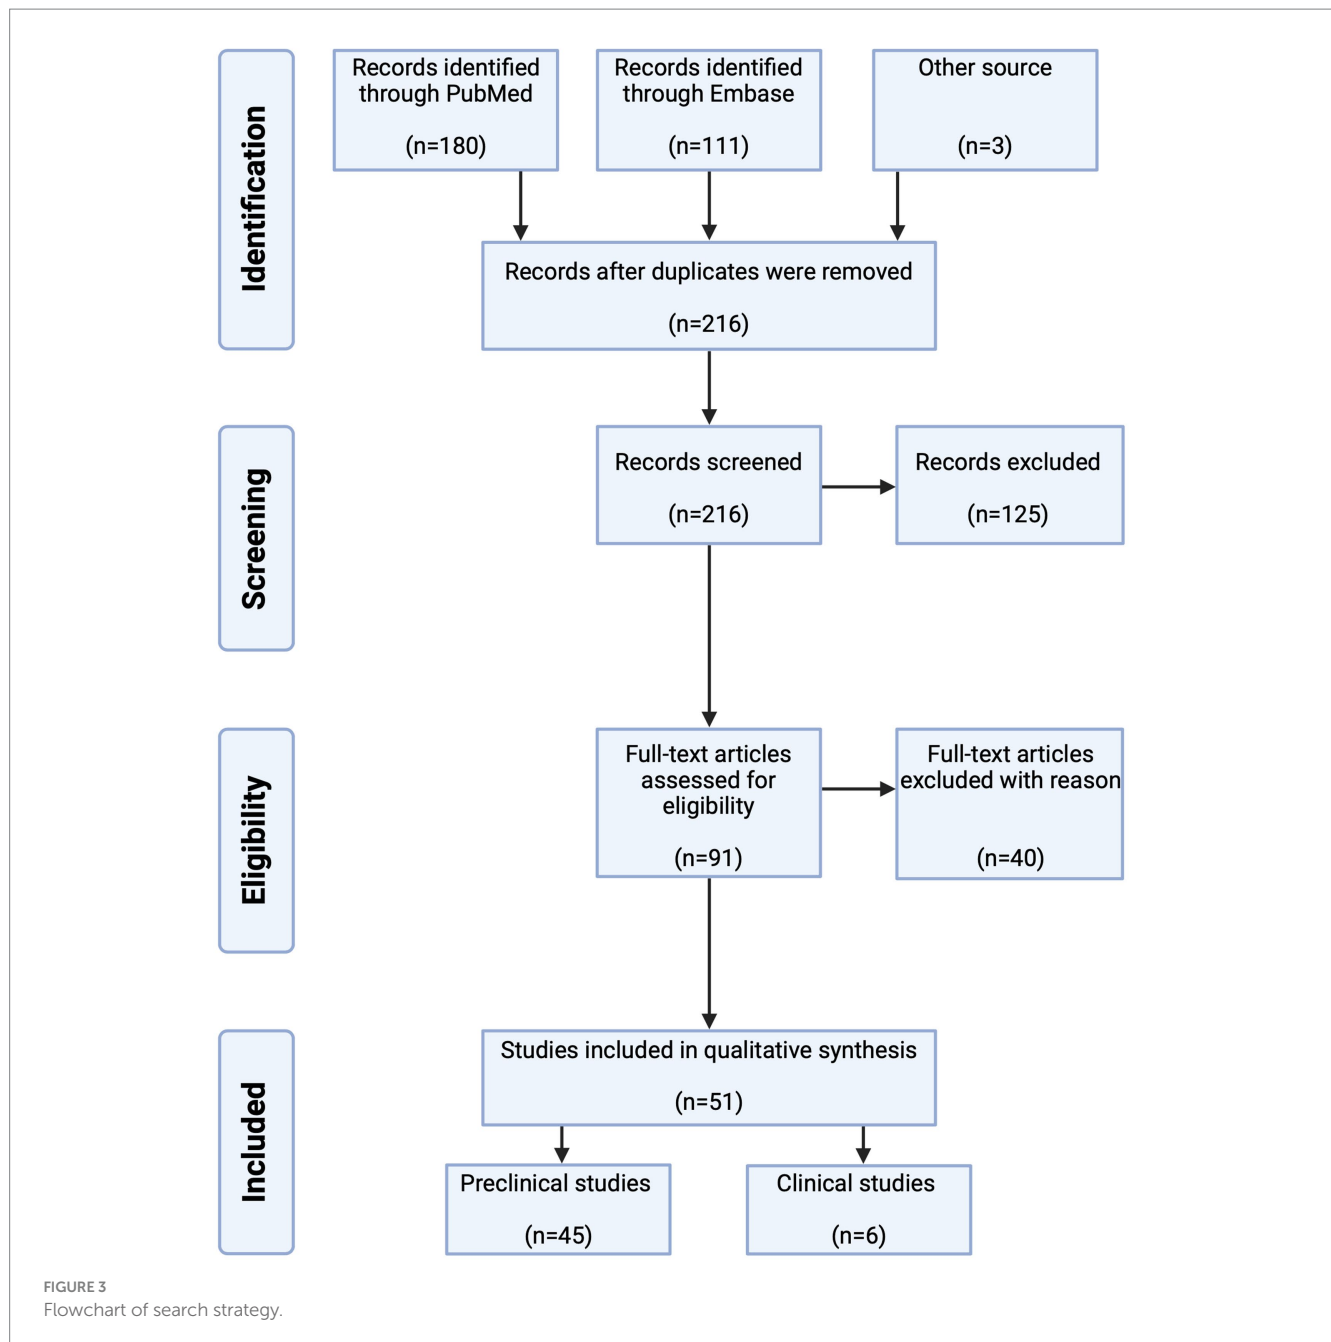 Identification
Records identified
through PubMed
(n=180)
Records identified
through Embase
(n=111)
Other source
(n=3)
Records after duplicates were removed
(n=216)
Screening
Records screened
(n=216)
Records excluded
(n=125)
Eligibility
Full-text articles
assessed for
eligibility
(n=91)
Full-text articles
excluded with reason
(n=40)
Included
Studies included in qualitative synthesis
(n=51)
Preclinical studies
(n=45)
Clinical studies
(n=6)
FIGURE 3
Flowchart of search strategy.